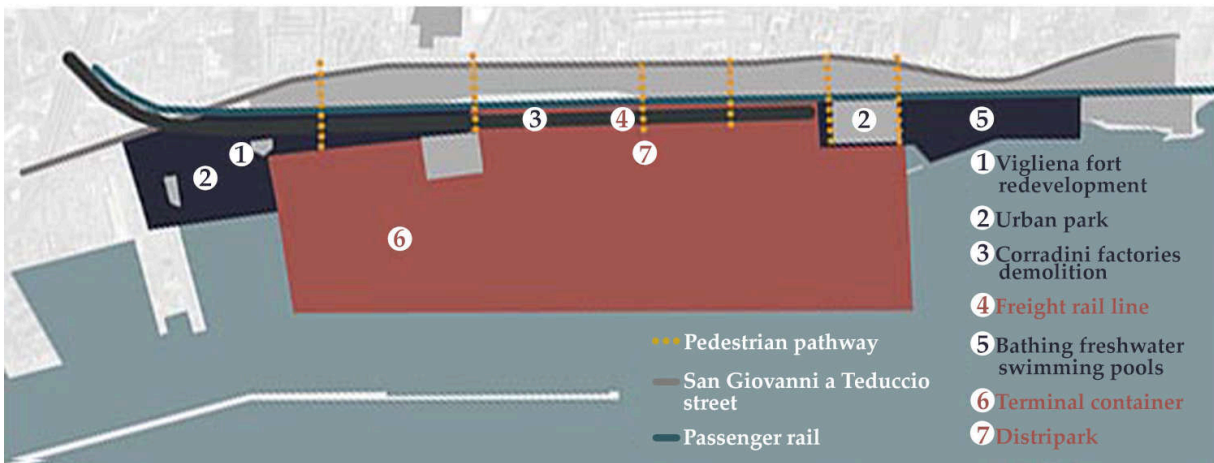 3
4
2
5
1
7
2
6
1 Vigliena fort
redevelopment
2 Urban park
3 Corradini factories
demolition
4 Freight rail line
5 Bathing freshwater
swimming pools
6 Terminal container
7 Distripark
Pedestrian pathway
San Giovanni a Teduccio
street
Passenger rail